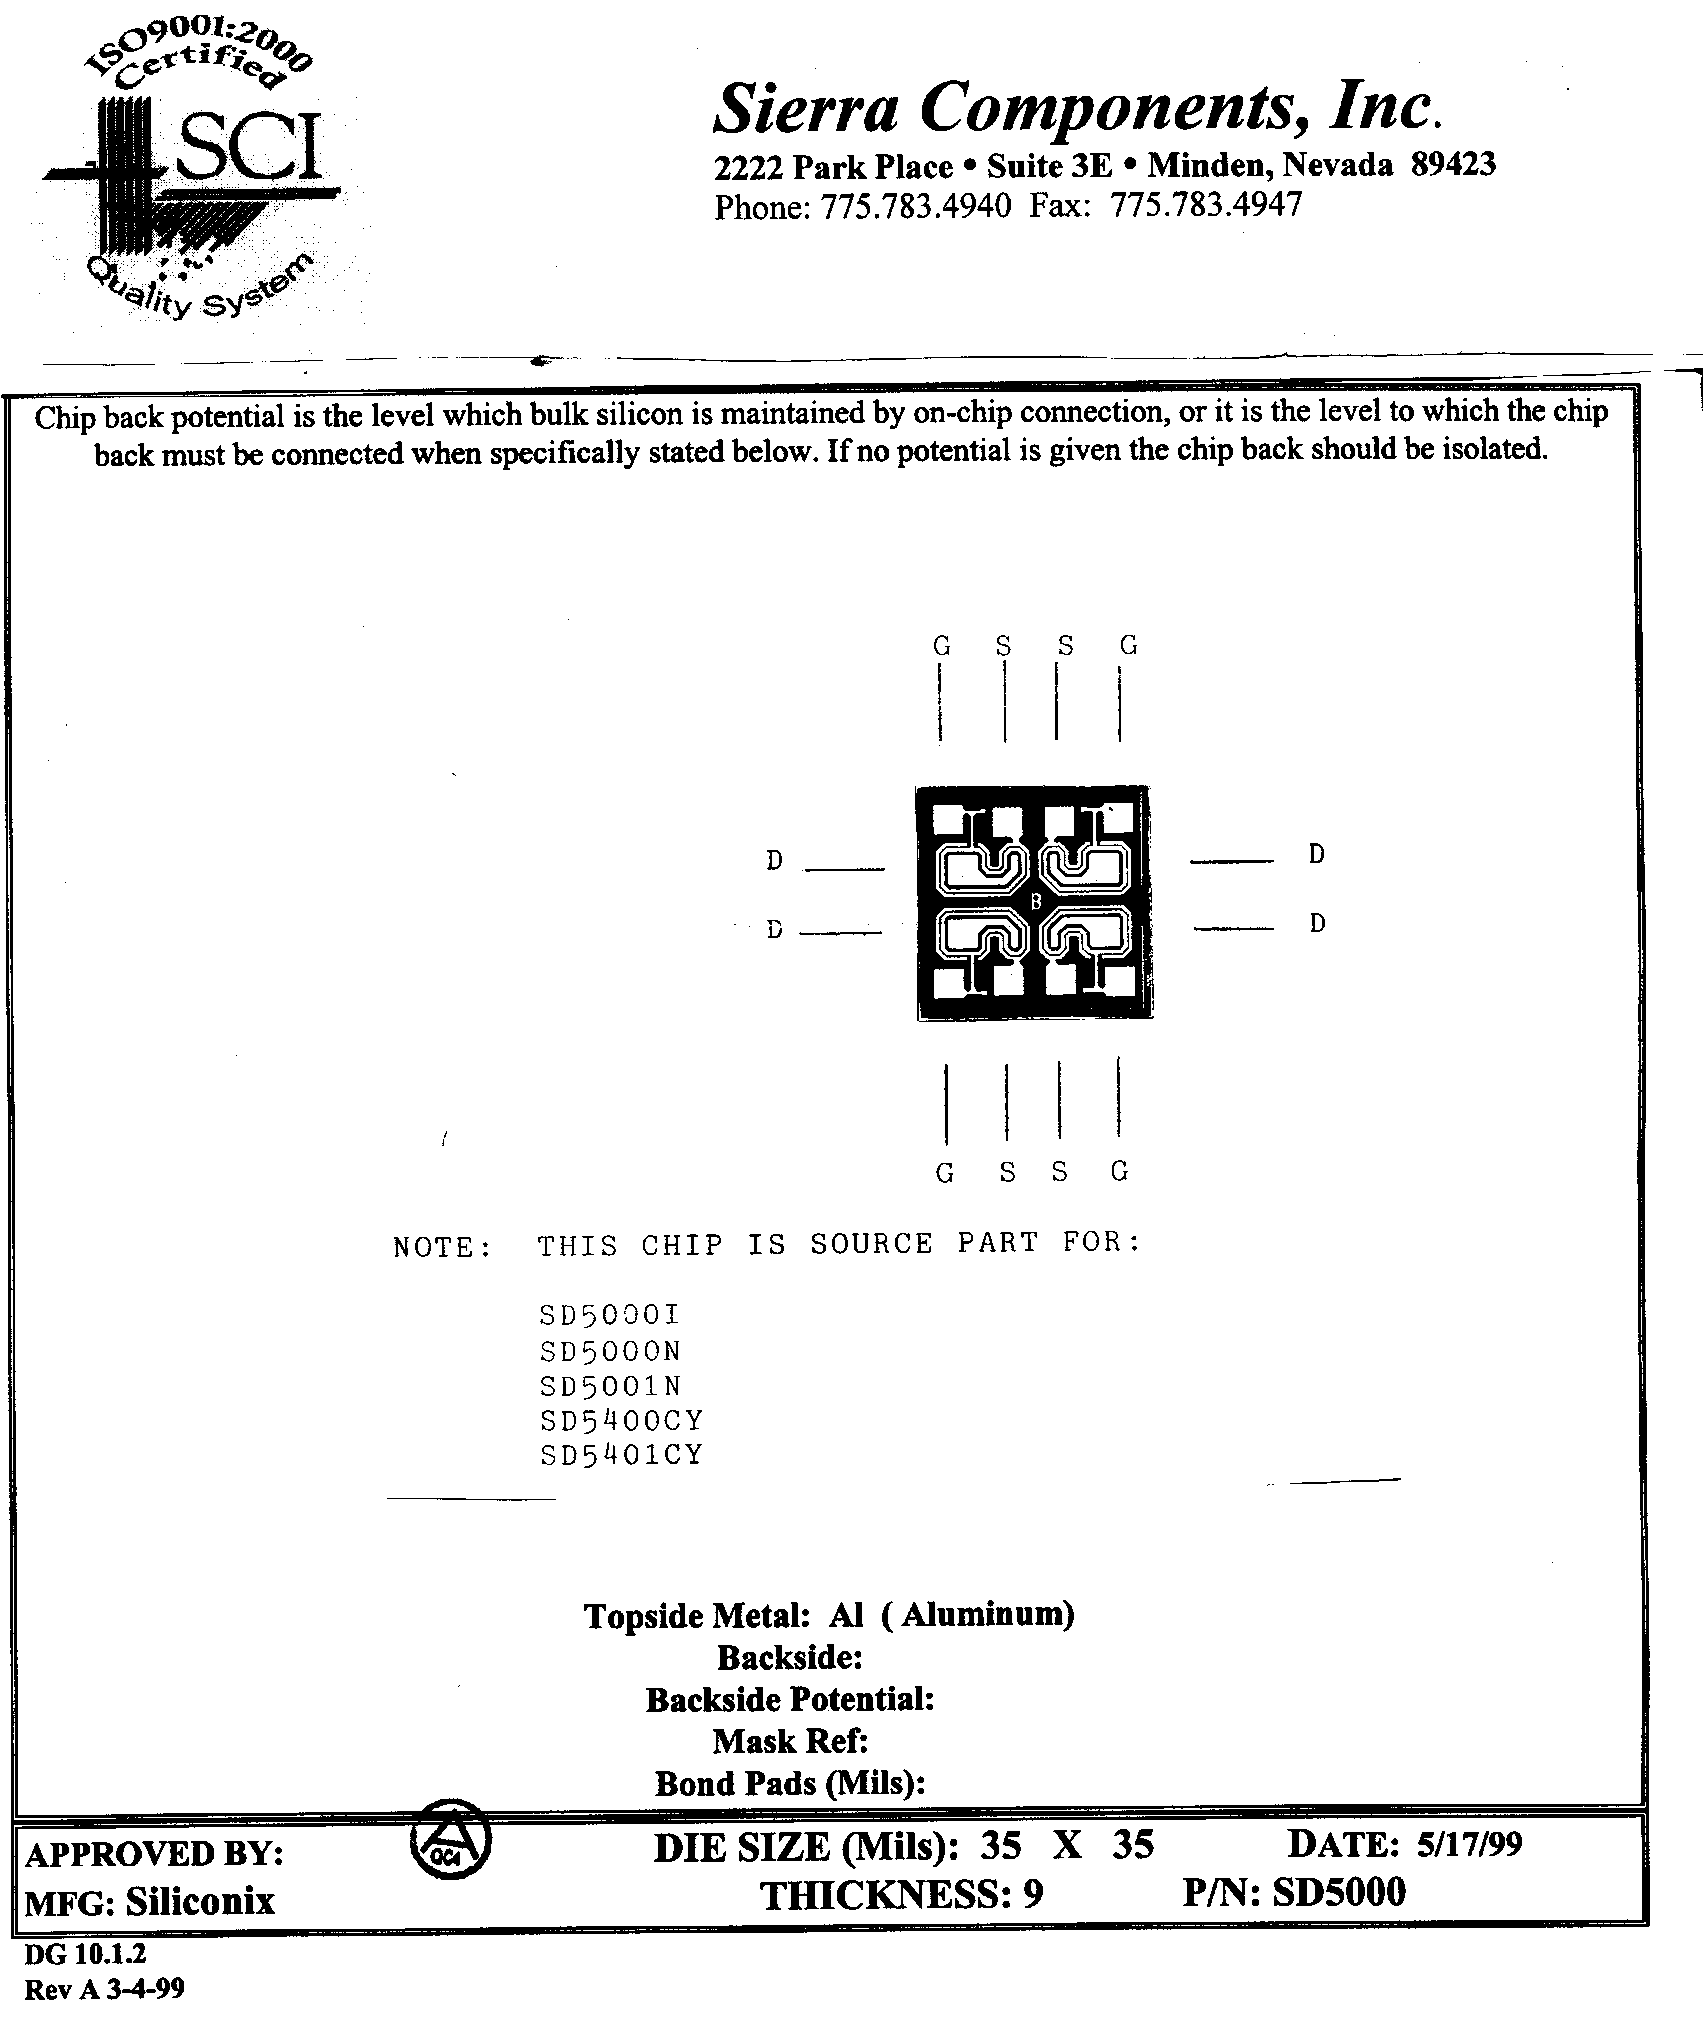 ISO9001:2000
Certified
SCI
Quality System
Sierra Components, Inc.
2222 Park Place • Suite 3E • Minden, Nevada 89423
Phone: 775.783.4940 Fax: 775.783.4947
Chip back potential is the level which bulk silicon is maintained by on-chip connection, or it is the level to which the chip
back must be connected when specifically stated below. If no potential is given the chip back should be isolated.
G S S G
D D
B
D D
G S S G
NOTE: THIS CHIP IS SOURCE PART FOR:
SD5000I
SD5000N
SD5001N
SD5400CY
SD5401CY
Topside Metal: Al ( Aluminum)
Backside:
Backside Potential:
Mask Ref:
Bond Pads (Mils):
APPROVED BY: A QC4 DIE SIZE (Mils): 35 X 35 DATE: 5/17/99
MFG: Siliconix THICKNESS: 9 P/N: SD5000
DG 10.1.2
Rev A 3-4-99